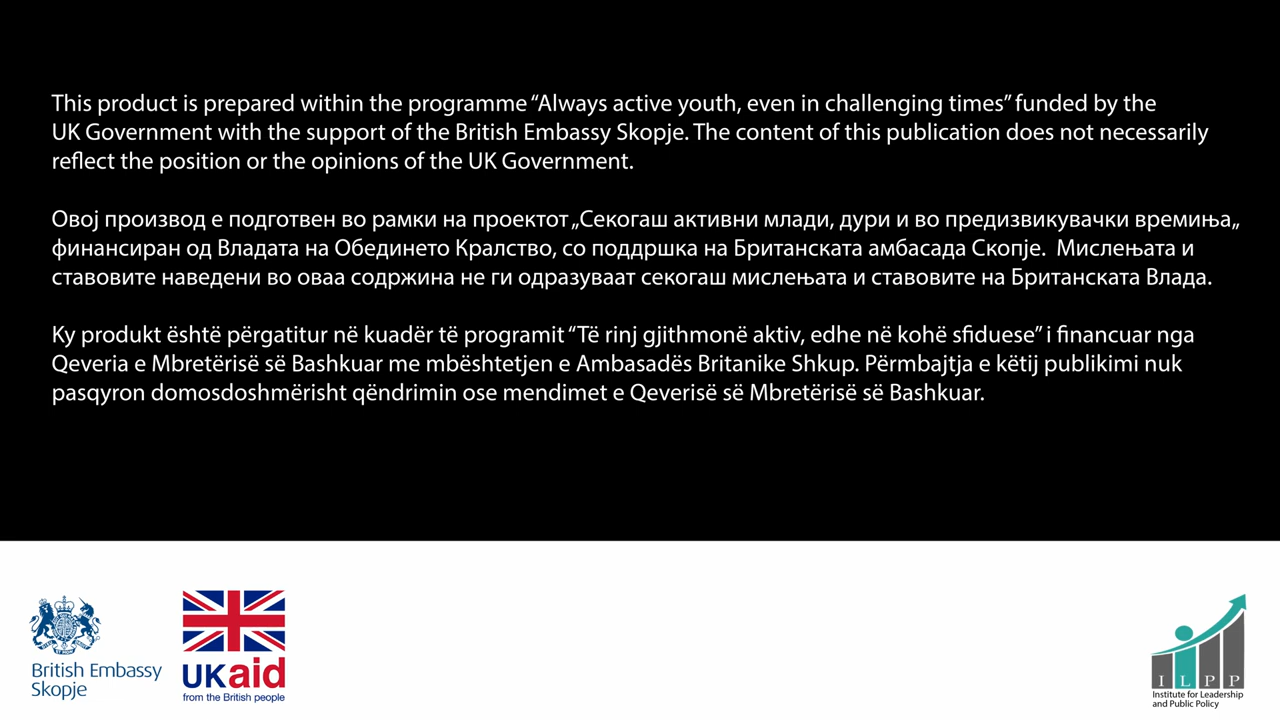 This product is prepared within the programme “Always active youth, even in challenging times” funded by the
UK Government with the support of the British Embassy Skopje. The content of this publication does not necessarily
reflect the position or the opinions of the UK Government.
Овој производ е подготвен во рамки на проектот „Секогаш активни млади, дури и во предизвикувачки времиња„
финансиран од Владата на Обединето Кралство, со поддршка на Британската амбасада Скопје. Мислењата и
ставовите наведени во оваа содржина не ги одразуваат секогаш мислењата и ставовите на Британската Влада.
Ky produkt është përgatitur në kuadër të programit “Të rinj gjithmonë aktiv, edhe në kohë sfiduese” i financuar nga
Qeveria e Mbretërisë së Bashkuar me mbështetjen e Ambasadës Britanike Shkup. Përmbajtja e këtij publikimi nuk
pasqyron domosdoshmërisht qëndrimin ose mendimet e Qeverisë së Mbretërisë së Bashkuar.
British Embassy
Skopje
UKaid
from the British people
ILPP
Institute for Leadership
and Public Policy